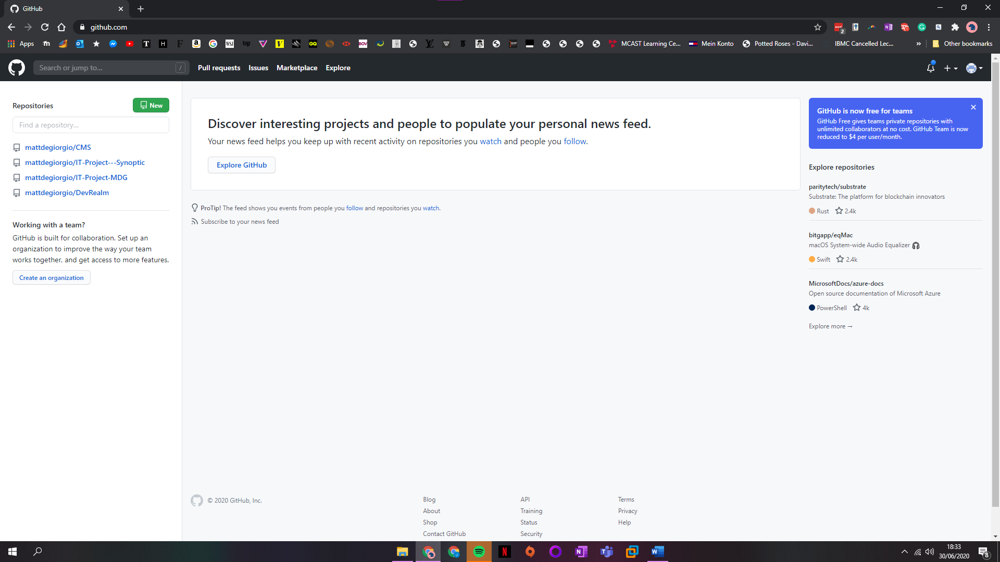 GitHub
github.com
2
Apps
MCAST Learning Ce...
Mein Konto
Potted Roses - Davi...
IBMC Cancelled Lec...
»
Other bookmarks
Search or jump to...
/
Pull requests
Issues
Marketplace
Explore
Repositories
New
Find a repository...
mattdegiorgio/CMS
mattdegiorgio/IT-Project---Synoptic
mattdegiorgio/IT-Project-MDG
mattdegiorgio/DevRealm
Working with a team?
GitHub is built for collaboration. Set up an
organization to improve the way your team
works together, and get access to more features.
Create an organization
Discover interesting projects and people to populate your personal news feed.
Your news feed helps you keep up with recent activity on repositories you watch and people you follow.
Explore GitHub
ProTip! The feed shows you events from people you follow and repositories you watch.
Subscribe to your news feed
GitHub is now free for teams
GitHub Free gives teams private repositories with
unlimited collaborators at no cost. GitHub Team is now
reduced to $4 per user/month.
Explore repositories
paritytech/substrate
Substrate: The platform for blockchain innovators
Rust 2.4k
bitgapp/eqMac
macOS System-wide Audio Equalizer
Swift 2.4k
MicrosoftDocs/azure-docs
Open source documentation of Microsoft Azure
PowerShell 4k
Explore more →
© 2020 GitHub, Inc.
Blog
About
Shop
Contact GitHub
API
Training
Status
Security
Terms
Privacy
Help
18:33
30/06/2020
8